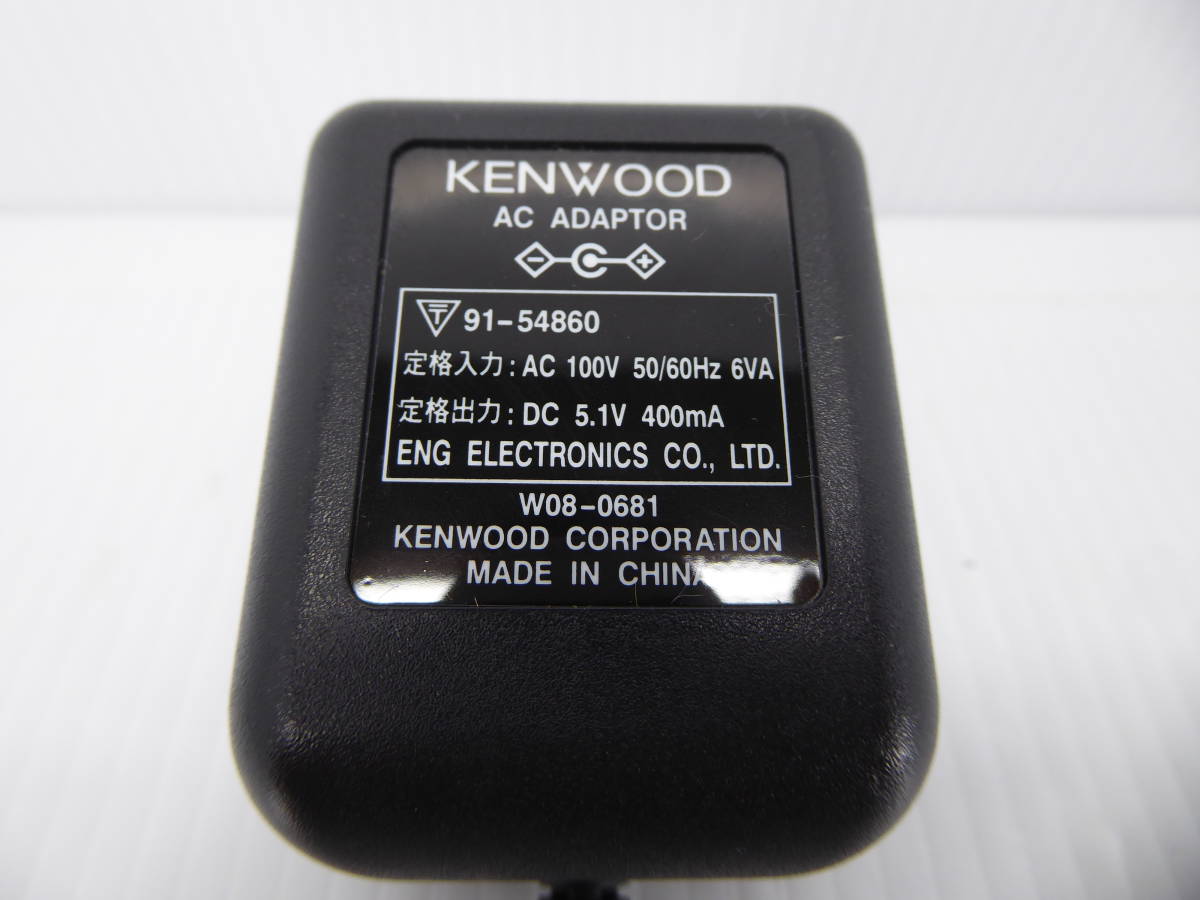 KENWOOD
AC ADAPTOR
91-54860
定格入力: AC 100V 50/60Hz 6VA
定格出力: DC 5.1V 400mA
ENG ELECTRONICS CO., LTD.
W08-0681
KENWOOD CORPORATION
MADE IN CHINA